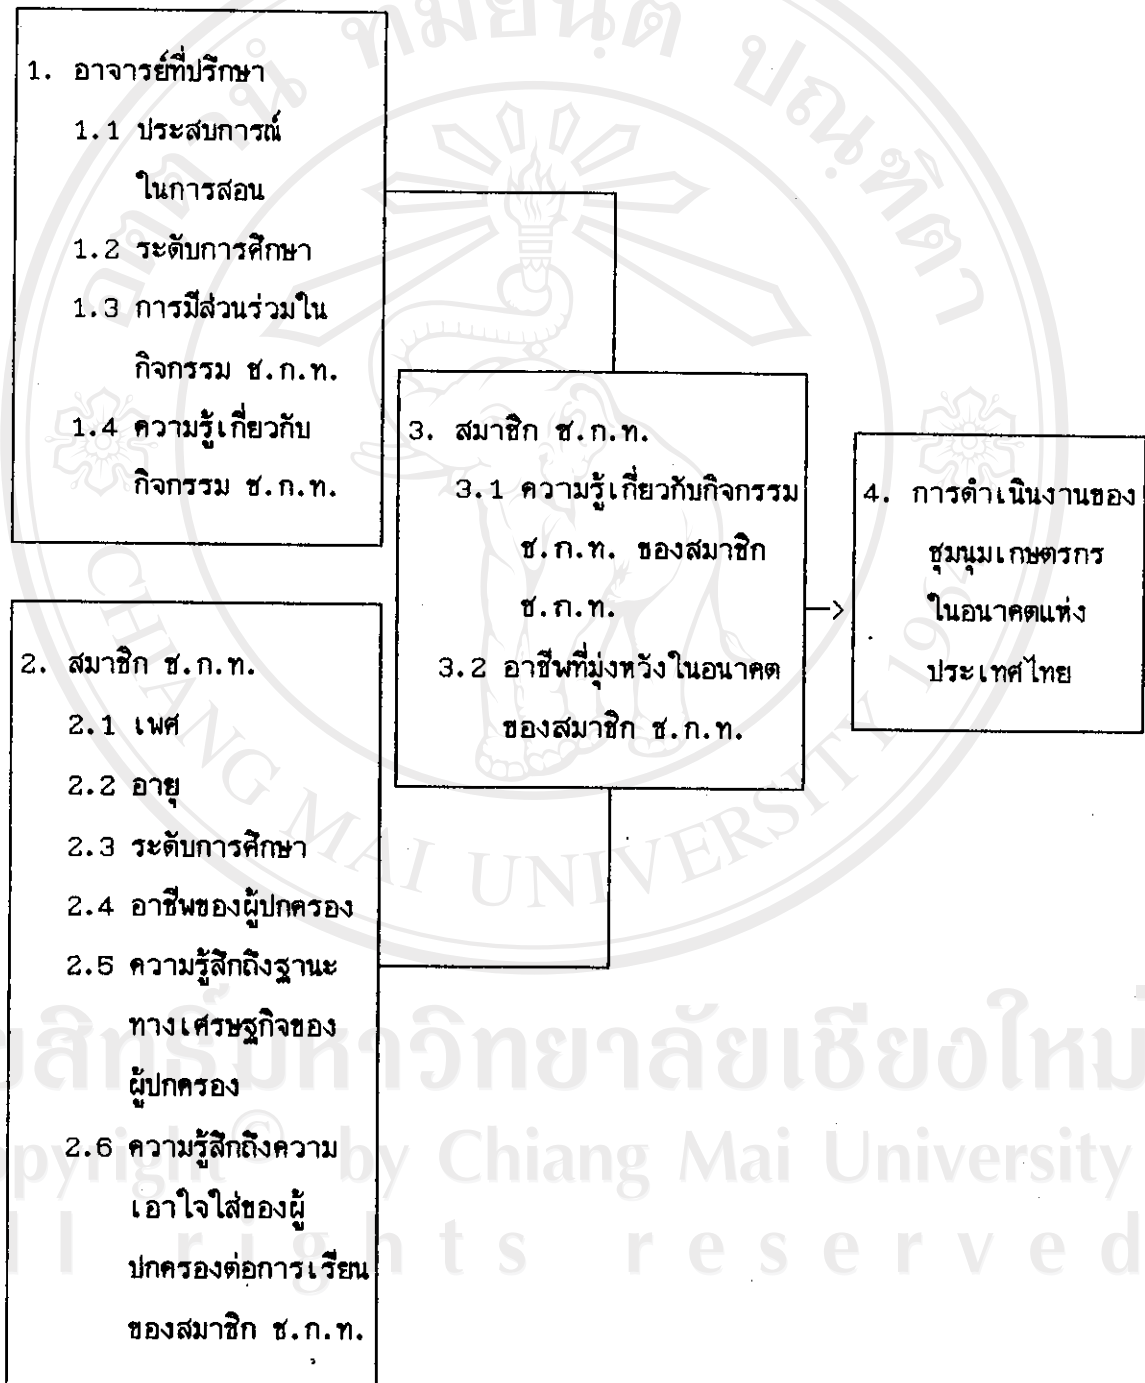 1. อาจารย์ที่ปรึกษา
1.1 ประสบการณ์
ในการสอน
1.2 ระดับการศึกษา
1.3 การมีส่วนร่วมใน
กิจกรรม ช.ก.ท.
1.4 ความรู้เกี่ยวกับ
กิจกรรม ช.ก.ท.
2. สมาชิก ช.ก.ท.
2.1 เพศ
2.2 อายุ
2.3 ระดับการศึกษา
2.4 อาชีพของผู้ปกครอง
2.5 ความรู้สึกถึงฐานะ
ทางเศรษฐกิจของ
ผู้ปกครอง
2.6 ความรู้สึกถึงความ
เอาใจใส่ของผู้
ปกครองต่อการเรียน
ของสมาชิก ช.ก.ท.
3. สมาชิก ช.ก.ท.
3.1 ความรู้เกี่ยวกับกิจกรรม
ช.ก.ท. ของสมาชิก
ช.ก.ท.
3.2 อาชีพที่มุ่งหวังในอนาคต
ของสมาชิก ช.ก.ท.
4. การดำเนินงานของ
ชุมนุมเกษตรกร
ในอนาคตแห่ง
ประเทศไทย
CHIANG MAI UNIVERSITY
มหาวิทยาลัยเชียงใหม่
by Chiang Mai University
rights reserved